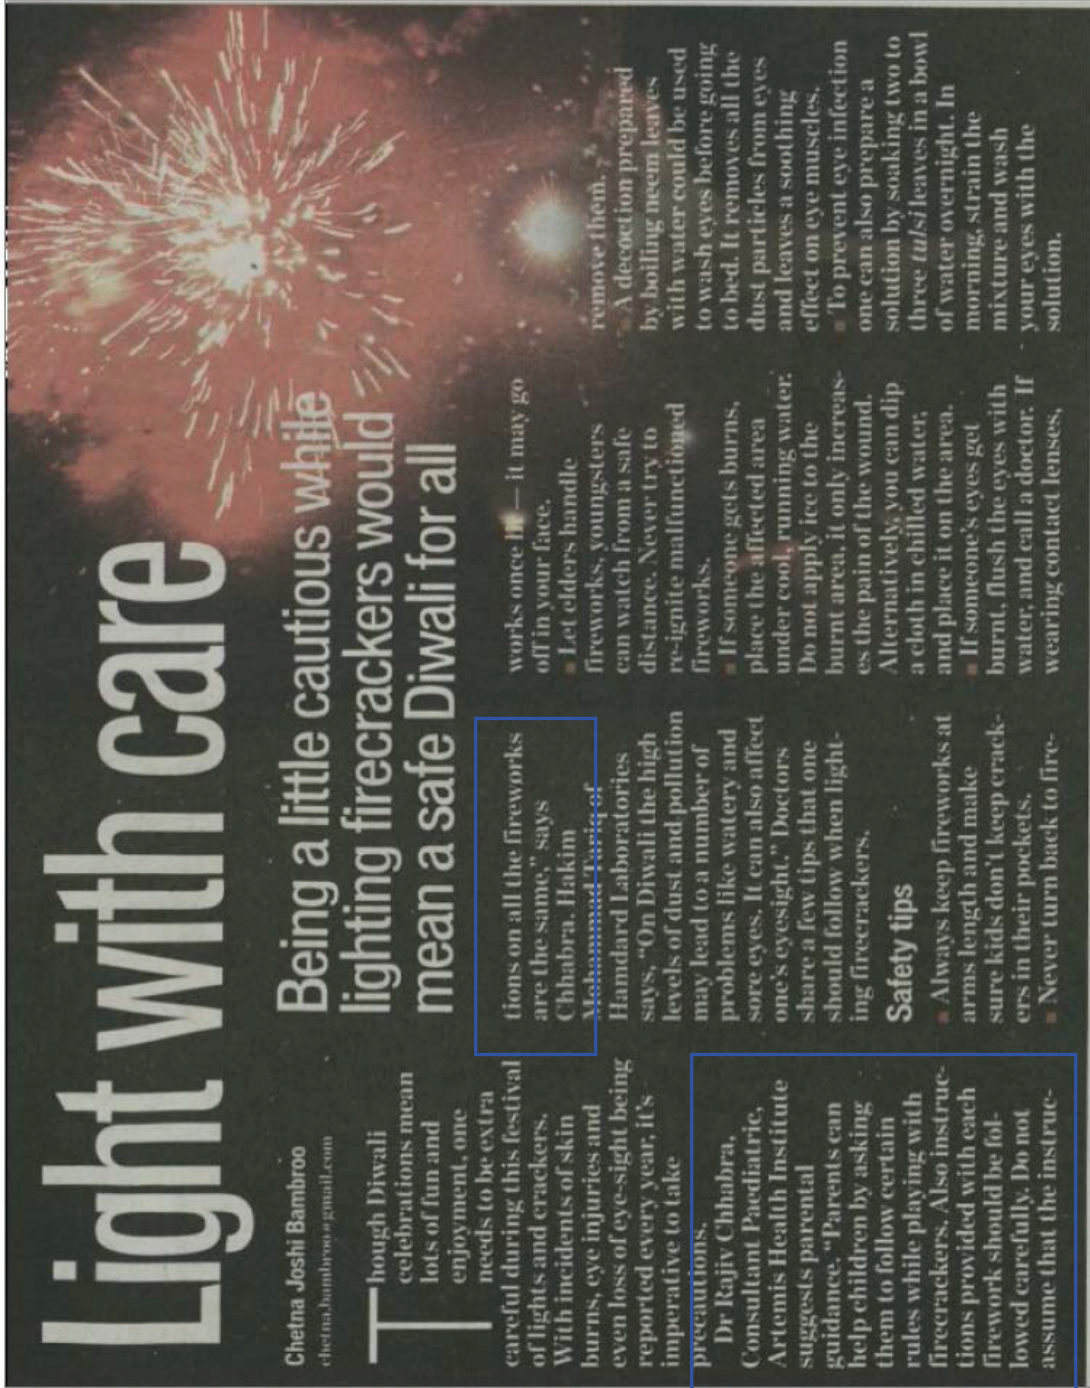 Light with care
Being a little cautious while
lighting firecrackers would
mean a safe Diwali for all
Chetna Joshi Bambroo
chetna.bambroo@gmail.com
Though Diwali
celebrations mean
lots of fun and
enjoyment, one
needs to be extra
careful during this festival
of lights and crackers.
With incidents of skin
burns, eye injuries and
even loss of eye-sight being
reported every year, it's
imperative to take
precautions.
Dr Rajiv Chhabra,
Consultant Paediatric,
Artemis Health Institute
suggests parental
guidance. "Parents can
help children by asking
them to follow certain
rules while playing with
firecrackers. Also instruc-
tions provided with each
firework should be fol-
lowed carefully. Do not
assume that the instruc-
tions on all the fireworks
are the same," says
Chhabra. Hakim
Mohammad Tariq of
Hamdard Laboratories
says, "On Diwali the high
levels of dust and pollution
may lead to a number of
problems like watery and
sore eyes. It can also affect
one's eyesight." Doctors
share a few tips that one
should follow when light-
ing firecrackers.
Safety tips
■ Always keep fireworks at
arms length and make
sure kids don't keep crack-
ers in their pockets.
■ Never turn back to fire-
works once lit — it may go
off in your face.
■ Let elders handle
fireworks, youngsters
can watch from a safe
distance. Never try to
re-ignite malfunctioned
fireworks.
■ If someone gets burns,
place the affected area
under cool, running water.
Do not apply ice to the
burnt area, it only increas-
es the pain of the wound.
Alternatively, you can dip
a cloth in chilled water,
and place it on the area.
■ If someone's eyes get
burnt, flush the eyes with
water, and call a doctor. If
wearing contact lenses,
remove them.
■ A decoction prepared
by boiling neem leaves
with water could be used
to wash eyes before going
to bed. It removes all the
dust particles from eyes
and leaves a soothing
effect on eye muscles.
■ To prevent eye infection
one can also prepare a
solution by soaking two to
three tulsi leaves in a bowl
of water overnight. In
morning, strain the
mixture and wash
your eyes with the
solution.